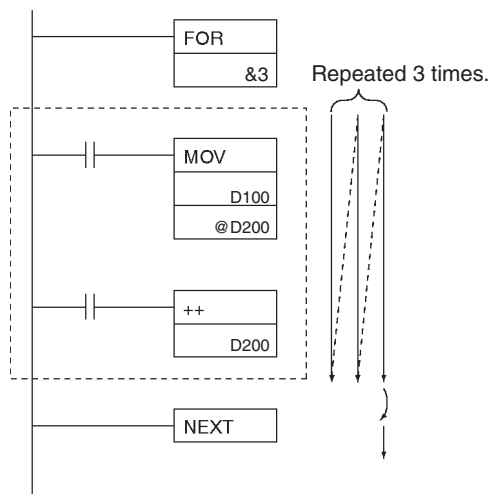 FOR
&3
Repeated 3 times.
MOV
D100
@D200
++
D200
NEXT